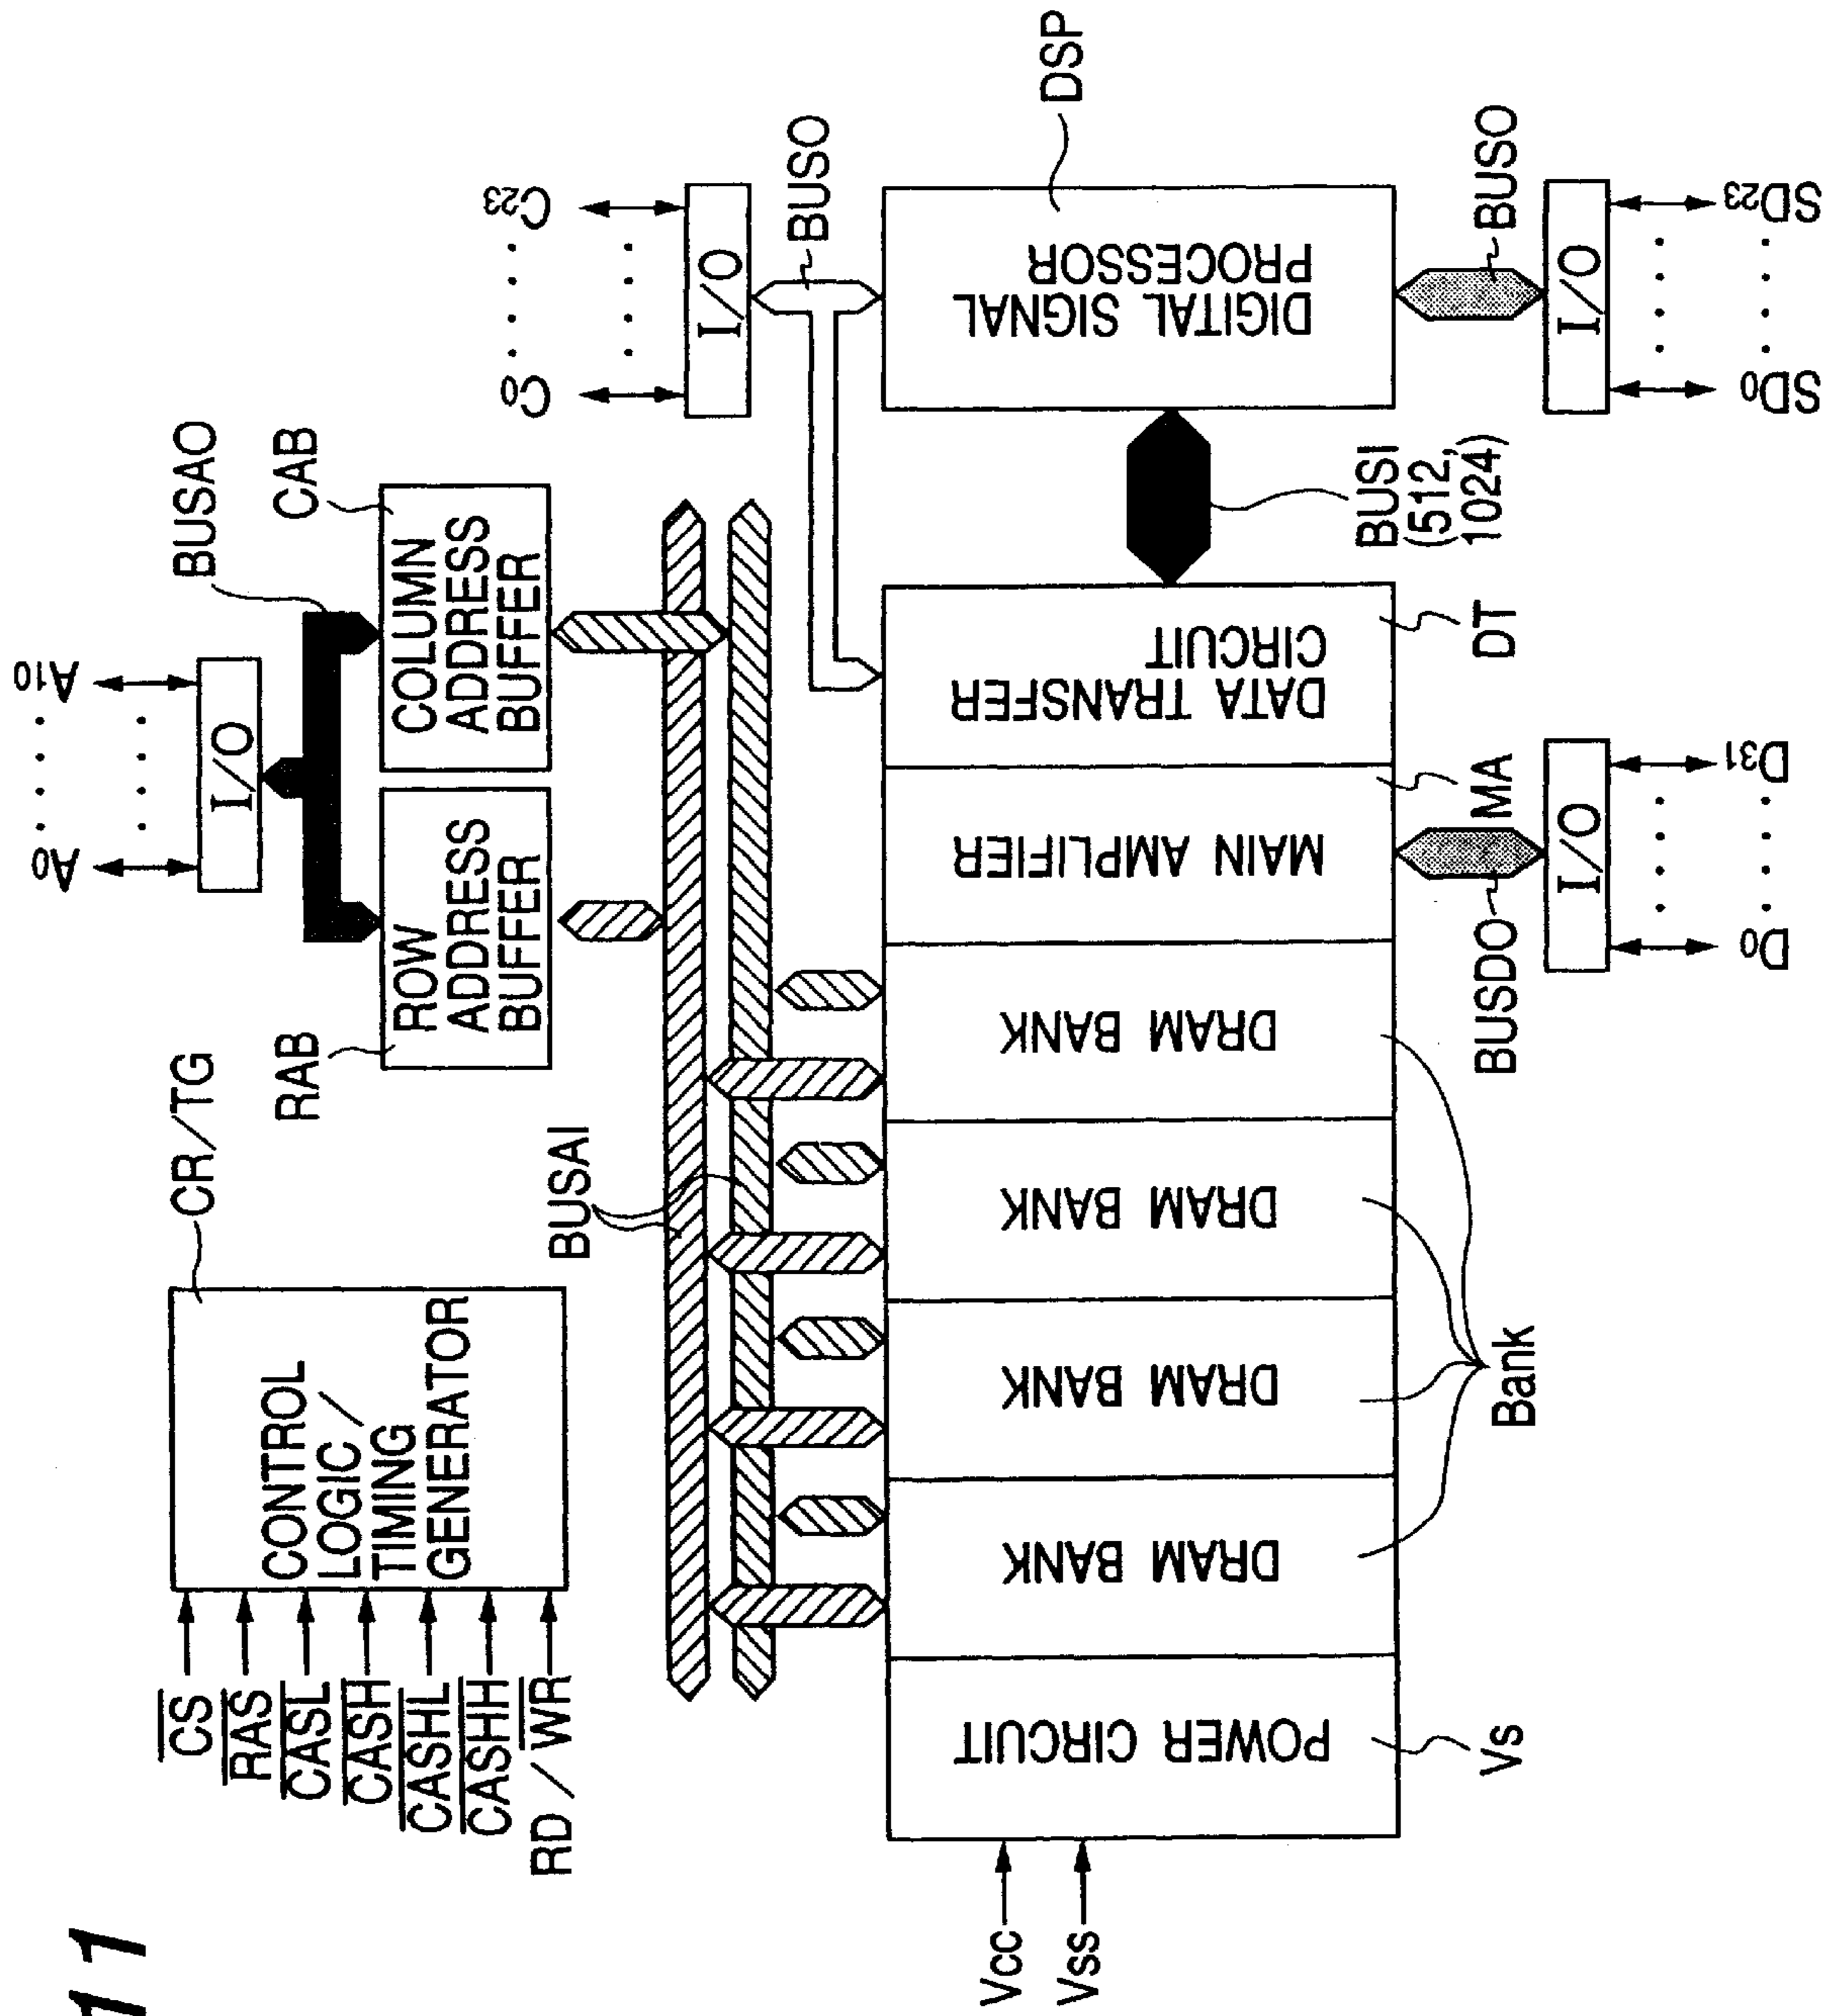 11
CS
RAS
CASL
CASH
CASHL
CASHH
RD / WR
CONTROL
LOGIC /
TIMING
GENERATOR
CR/TG
A0 · · · · A10
I/O
BUSAO
RAB
ROW
ADDRESS
BUFFER
CAB
COLUMN
ADDRESS
BUFFER
BUSAI
C0 · · · · C23
I/O
BUSO
Vcc
Vss
POWER CIRCUIT
Vs
DRAM BANK
DRAM BANK
DRAM BANK
DRAM BANK
Bank
MAIN AMPLIFIER
MA
DATA TRANSFER
CIRCUIT
DT
BUSI
(512,
1024)
DIGITAL SIGNAL
PROCESSOR
DSP
BUSDO
I/O
D0 · · · · D31
BUSO
I/O
SD0 · · · · SD23